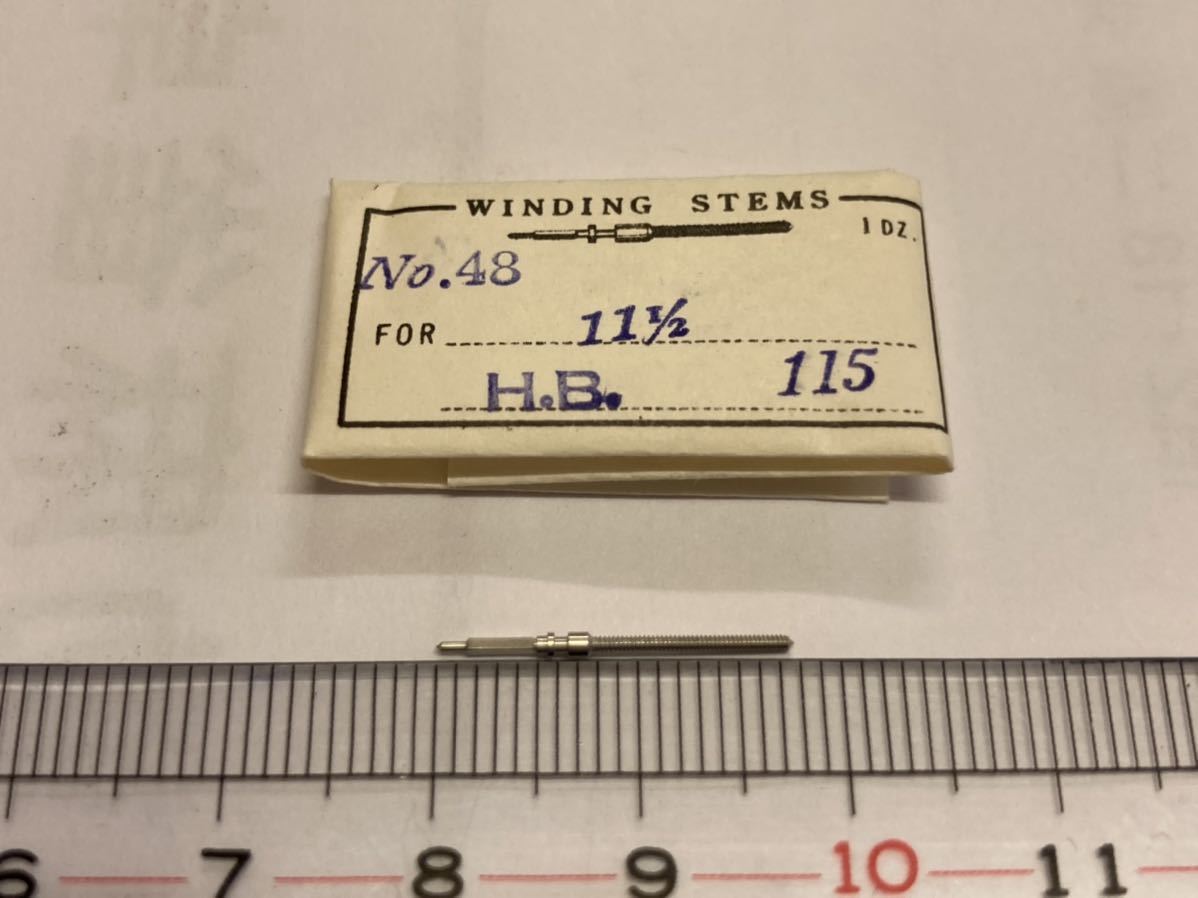 WINDING STEMS
1 DZ.
No.48
FOR 11½
H.B. 115
6 7 8 9 10 11